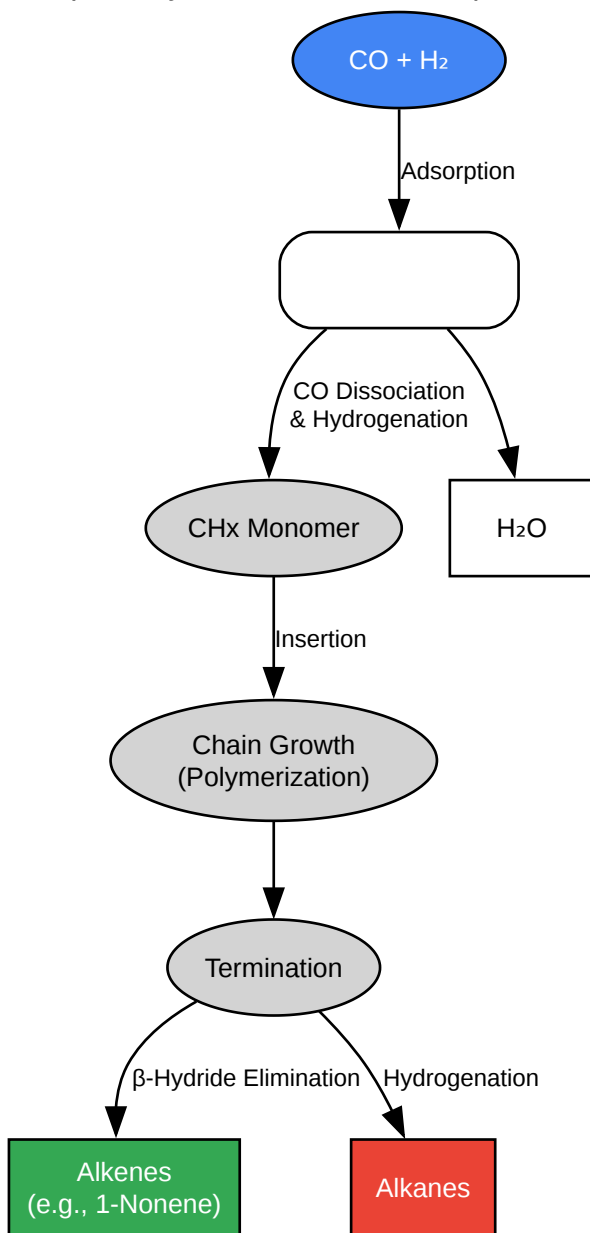 CO + H₂
Adsorption
CO Dissociation
& Hydrogenation
CHx Monomer
H₂O
Insertion
Chain Growth
(Polymerization)
Termination
β-Hydride Elimination
Hydrogenation
Alkenes
(e.g., 1-Nonene)
Alkanes